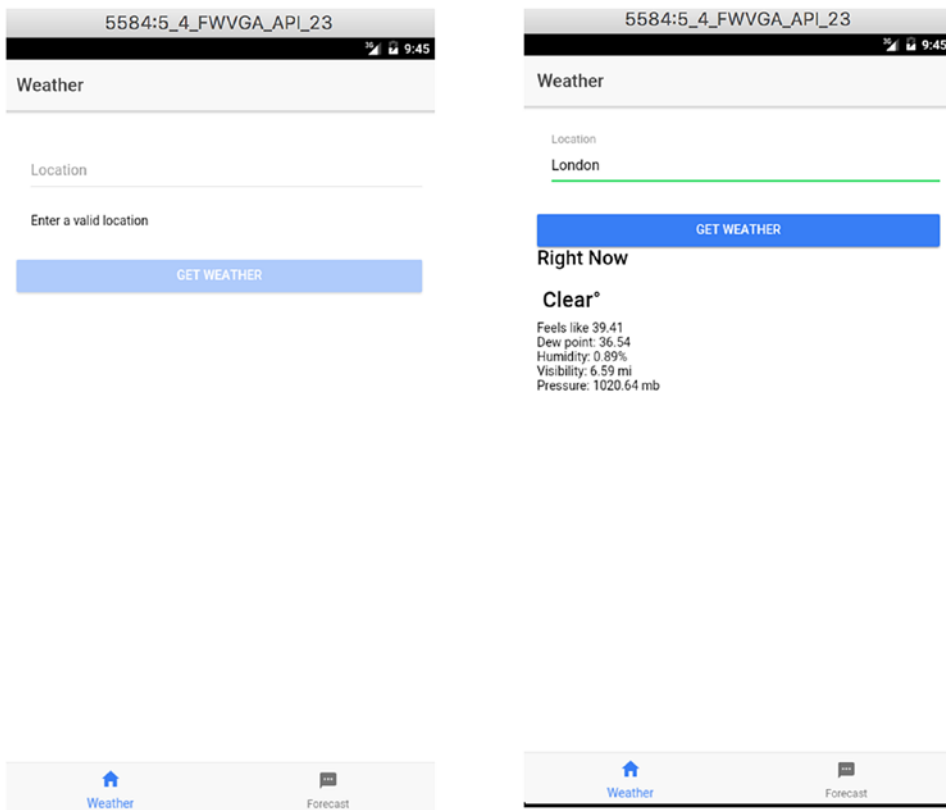 5584:5_4_FWVGA_API_23
3G 9:45
Weather
Location
Enter a valid location
GET WEATHER
Weather Forecast
5584:5_4_FWVGA_API_23
3G 9:45
Weather
Location
London
GET WEATHER
Right Now
Clear°
Feels like 39.41
Dew point: 36.54
Humidity: 0.89%
Visibility: 6.59 mi
Pressure: 1020.64 mb
Weather Forecast